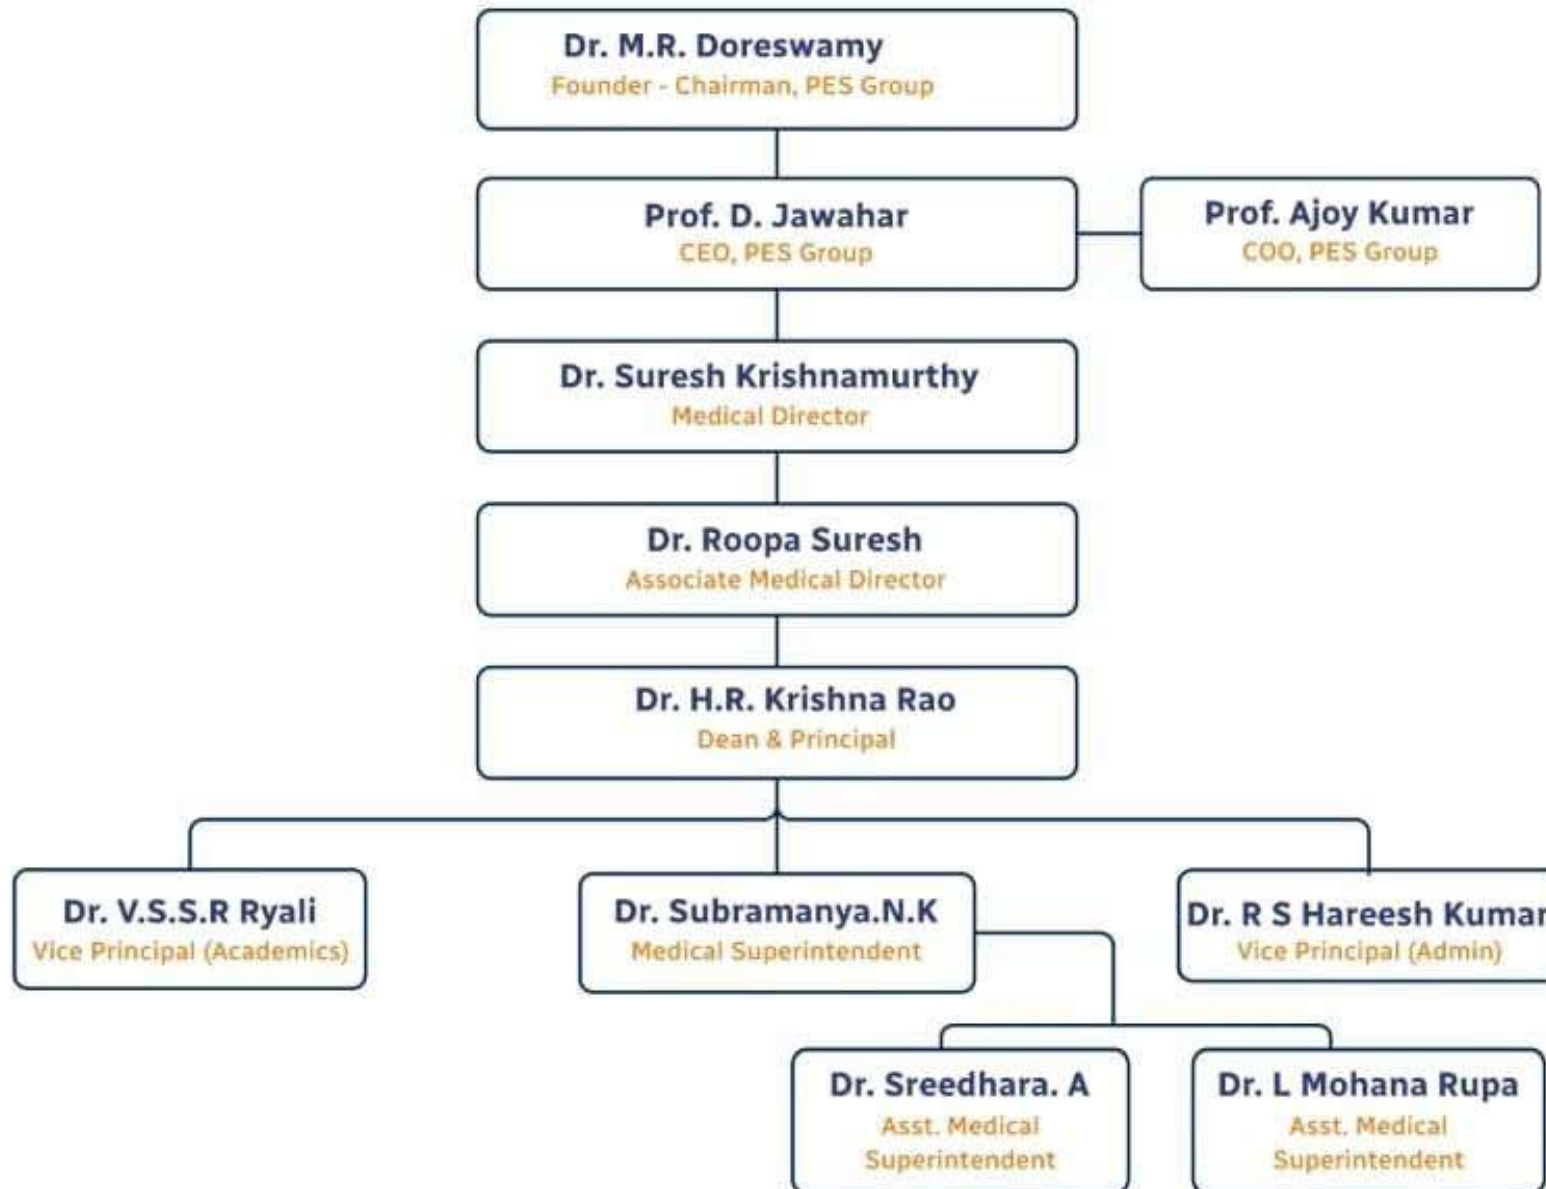 Dr. M.R. Doreswamy
Founder - Chairman, PES Group
Prof. D. Jawahar
CEO, PES Group
Prof. Ajoy Kumar
COO, PES Group
Dr. Suresh Krishnamurthy
Medical Director
Dr. Roopa Suresh
Associate Medical Director
Dr. H.R. Krishna Rao
Dean & Principal
Dr. V.S.S.R Ryali
Vice Principal (Academics)
Dr. Subramanya.N.K
Medical Superintendent
Dr. R S Hareesh Kumar
Vice Principal (Admin)
Dr. Sreedhara. A
Asst. Medical
Superintendent
Dr. L Mohana Rupa
Asst. Medical
Superintendent